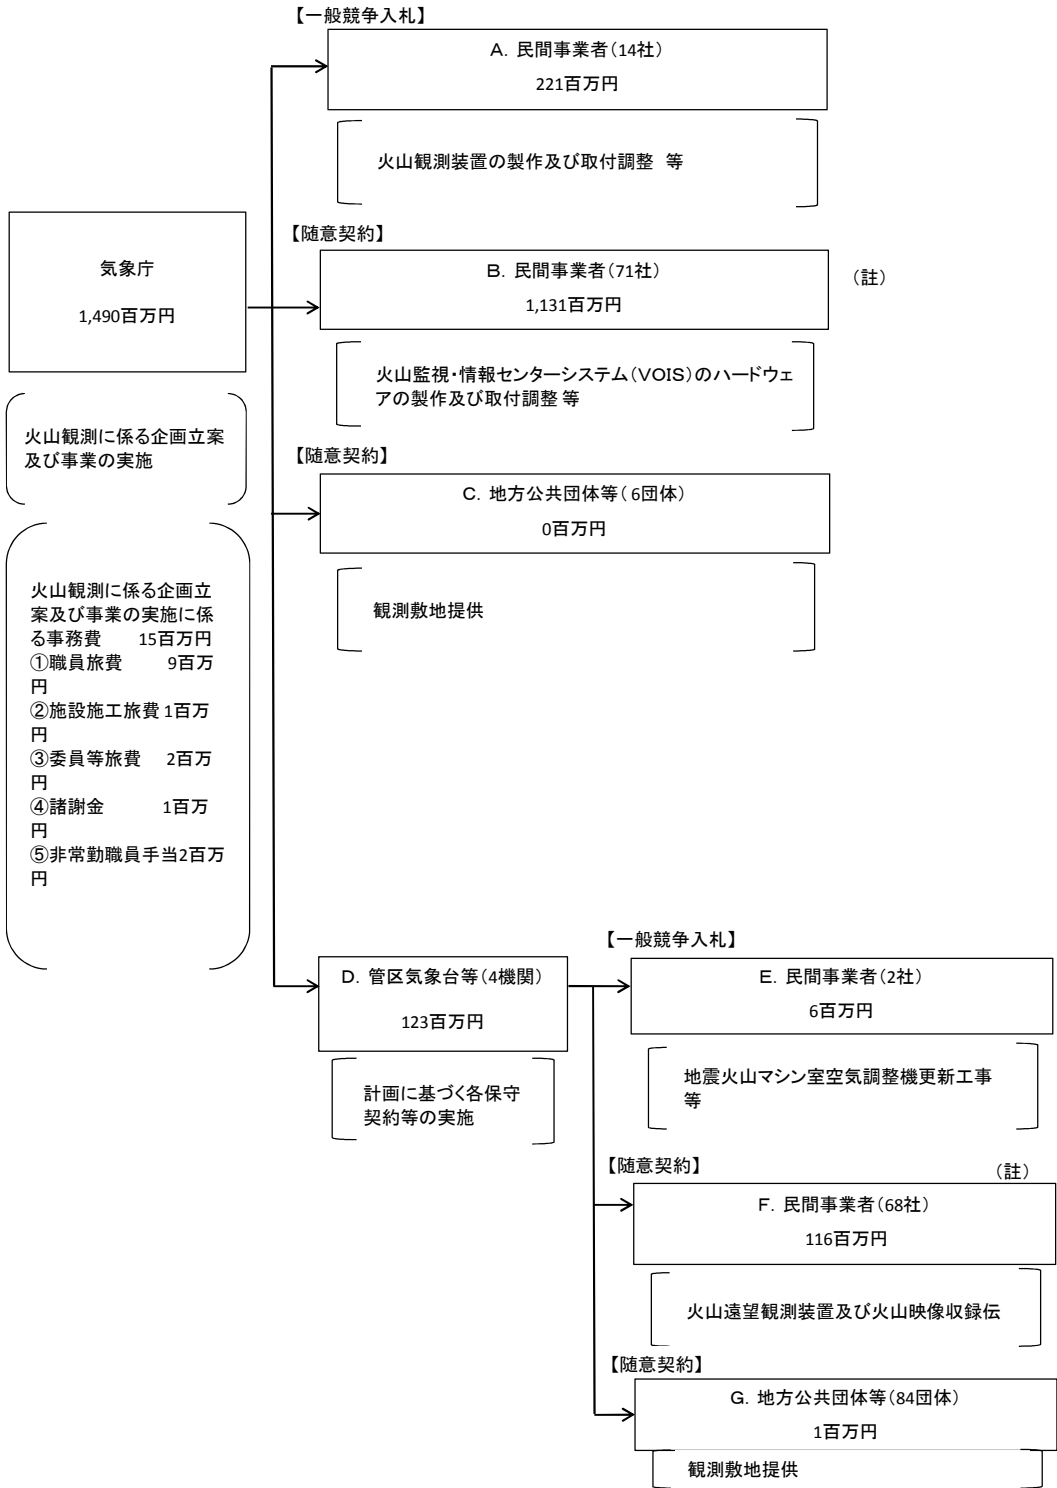 【一般競争入札】
A. 民間事業者(14社)
221百万円
火山観測装置の製作及び取付調整 等
気象庁
1,490百万円
火山観測に係る企画立案
及び事業の実施
火山観測に係る企画立
案及び事業の実施に係
る事務費 15百万円
①職員旅費 9百万
円
②施設施工旅費 1百万
円
③委員等旅費 2百万
円
④諸謝金 1百万
円
⑤非常勤職員手当2百万
円
【随意契約】
B. 民間事業者(71社)
1,131百万円
(註)
火山監視・情報センターシステム(VOIS)のハードウェ
アの製作及び取付調整 等
【随意契約】
C. 地方公共団体等(6団体)
0百万円
観測敷地提供
D. 管区気象台等(4機関)
123百万円
計画に基づく各保守
契約等の実施
【一般競争入札】
E. 民間事業者(2社)
6百万円
地震火山マシン室空気調整機更新工事
等
【随意契約】
(註)
F. 民間事業者(68社)
116百万円
火山遠望観測装置及び火山映像収録伝
【随意契約】
G. 地方公共団体等(84団体)
1百万円
観測敷地提供